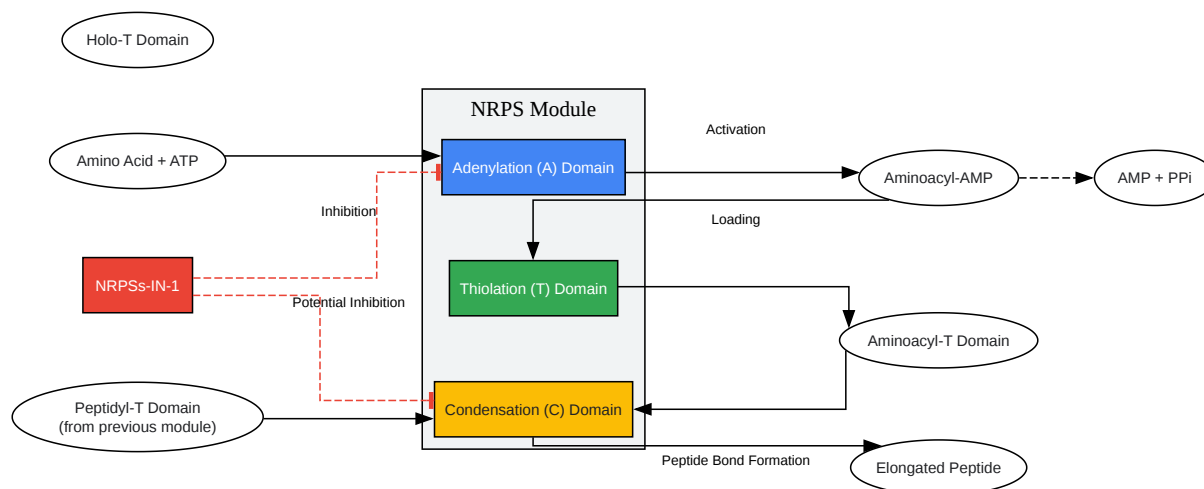 Holo-T Domain
NRPS Module
Activation
Amino Acid + ATP
Adenylation (A) Domain
Aminoacyl-AMP
AMP + PPi
Inhibition
Loading
NRPSs-IN-1
Thiolation (T) Domain
Potential Inhibition
Aminoacyl-T Domain
Peptidyl-T Domain
(from previous module)
Condensation (C) Domain
Peptide Bond Formation
Elongated Peptide